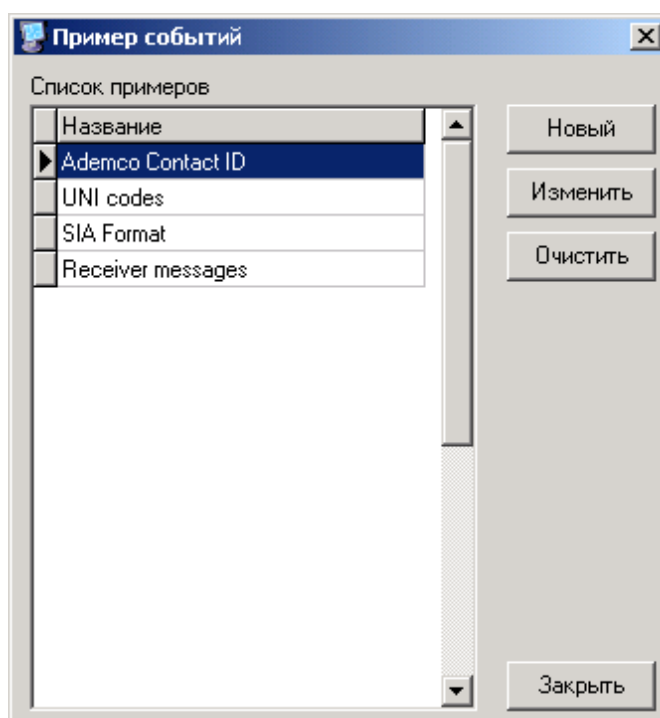 Пример событий
Список примеров
Название
Ademco Contact ID
UNI codes
SIA Format
Receiver messages
Новый
Изменить
Очистить
Закрыть